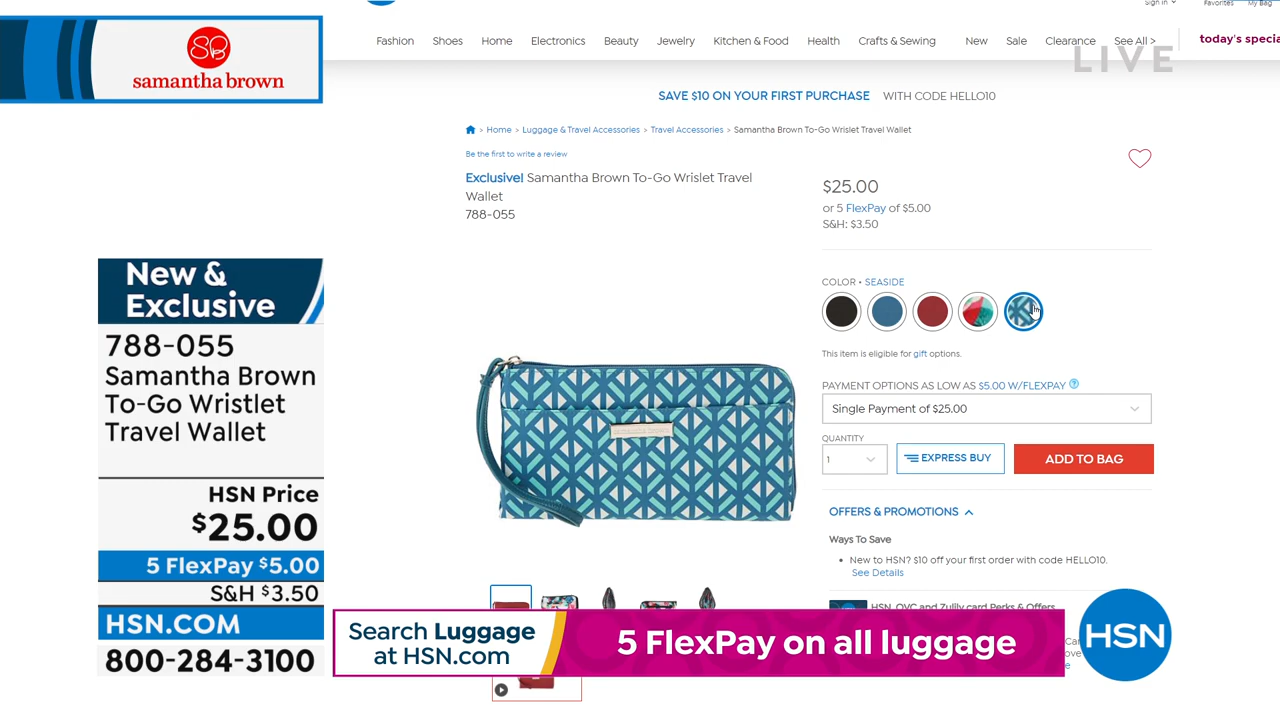 SB
samantha brown
Sign in
Favorites
My Bag
Fashion
Shoes
Home
Electronics
Beauty
Jewelry
Kitchen & Food
Health
Crafts & Sewing
New
Sale
Clearance
See All >
today's specia
LIVE
SAVE $10 ON YOUR FIRST PURCHASE WITH CODE HELLO10
> Home > Luggage & Travel Accessories > Travel Accessories > Samantha Brown To-Go Wrislet Travel Wallet
Be the first to write a review
Exclusive! Samantha Brown To-Go Wrislet Travel
Wallet
788-055
$25.00
or 5 FlexPay of $5.00
S&H: $3.50
COLOR • SEASIDE
This item is eligible for gift options.
PAYMENT OPTIONS AS LOW AS $5.00 W/FLEXPAY ?
Single Payment of $25.00
QUANTITY
1
EXPRESS BUY
ADD TO BAG
OFFERS & PROMOTIONS
Ways To Save
• New to HSN? $10 off your first order with code HELLO10.
See Details
HSN, QVC and Zulily card Perks & Offers
New &
Exclusive
788-055
Samantha Brown
To-Go Wristlet
Travel Wallet
HSN Price
$25.00
5 FlexPay $5.00
S&H $3.50
HSN.COM
800-284-3100
Search Luggage
at HSN.com
5 FlexPay on all luggage
HSN